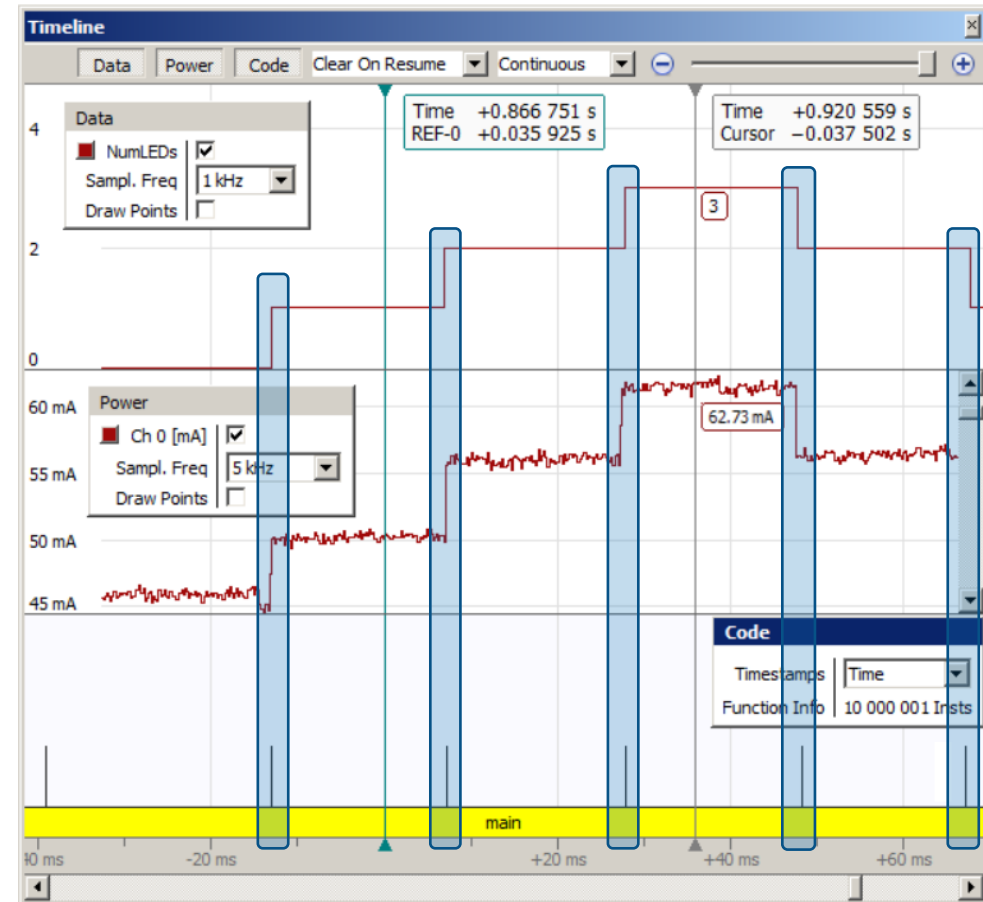 Timeline
Data Power Code Clear On Resume Continuous
Time +0.866 751 s
REF-0 +0.035 925 s
Time +0.920 559 s
Cursor −0.037 502 s
Data
NumLEDs
Sampl. Freq 1 kHz
Draw Points
4
2
0
3
Power
Ch 0 [mA]
Sampl. Freq 5 kHz
Draw Points
60 mA
55 mA
50 mA
45 mA
62.73 mA
Code
Timestamps Time
Function Info 10 000 001 Insts
main
-20 ms +20 ms +40 ms +60 ms